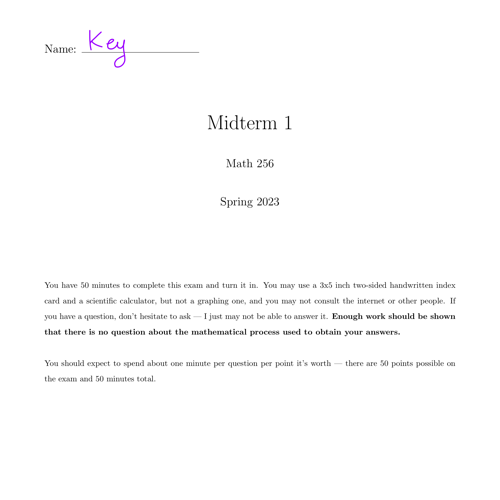 Name: Key
Midterm 1
Math 256
Spring 2023
You have 50 minutes to complete this exam and turn it in. You may use a 3x5 inch two-sided handwritten index
card and a scientific calculator, but not a graphing one, and you may not consult the internet or other people. If
you have a question, don't hesitate to ask — I just may not be able to answer it. Enough work should be shown
that there is no question about the mathematical process used to obtain your answers.
You should expect to spend about one minute per question per point it's worth — there are 50 points possible on
the exam and 50 minutes total.